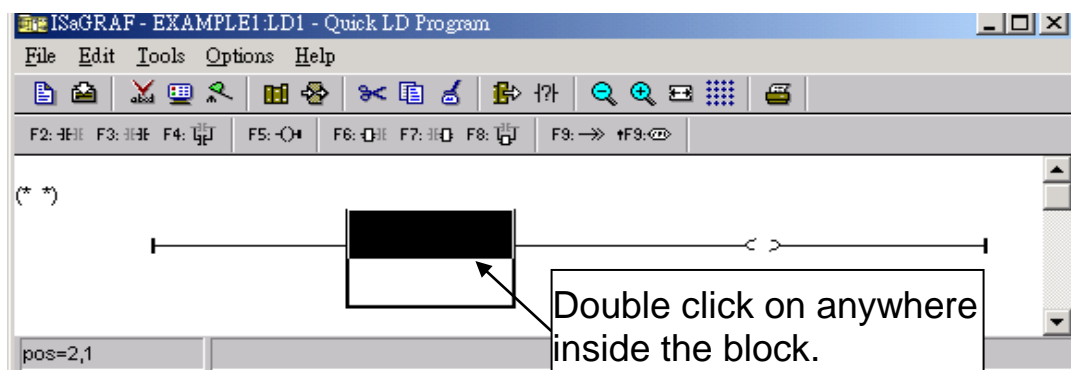 ISaGRAF - EXAMPLE1:LD1 - Quick LD Program
File Edit Tools Options Help
F2: F3: F4: F5: F6: F7: F8: F9: F9:
(* *)
Double click on anywhere
inside the block.
pos=2,1